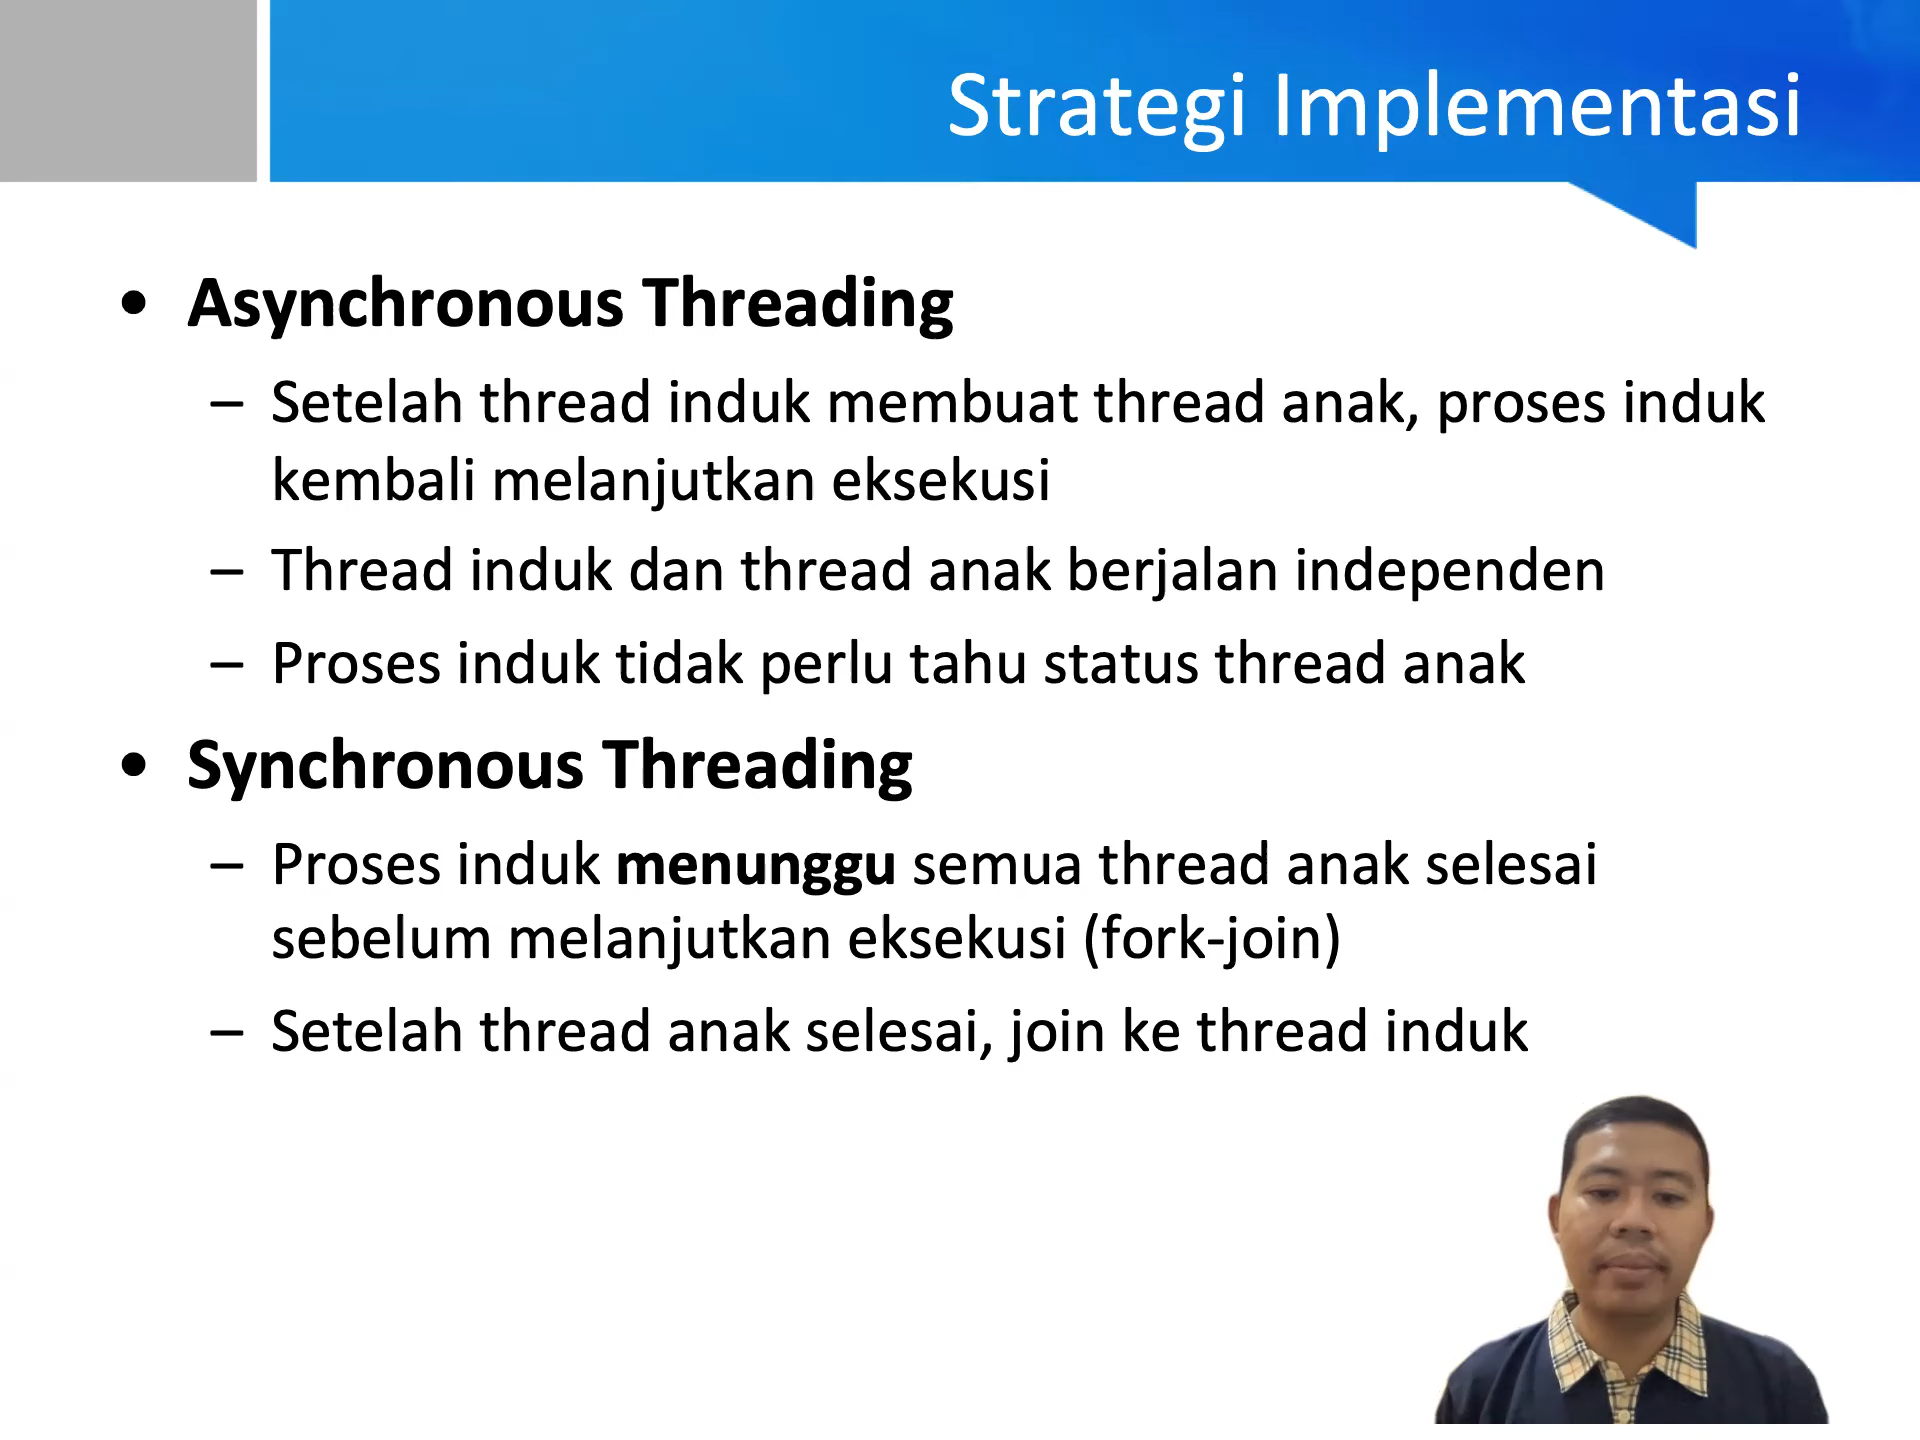 Strategi Implementasi
• Asynchronous Threading
– Setelah thread induk membuat thread anak, proses induk
kembali melanjutkan eksekusi
– Thread induk dan thread anak berjalan independen
– Proses induk tidak perlu tahu status thread anak
• Synchronous Threading
– Proses induk menunggu semua thread anak selesai
sebelum melanjutkan eksekusi (fork-join)
– Setelah thread anak selesai, join ke thread induk